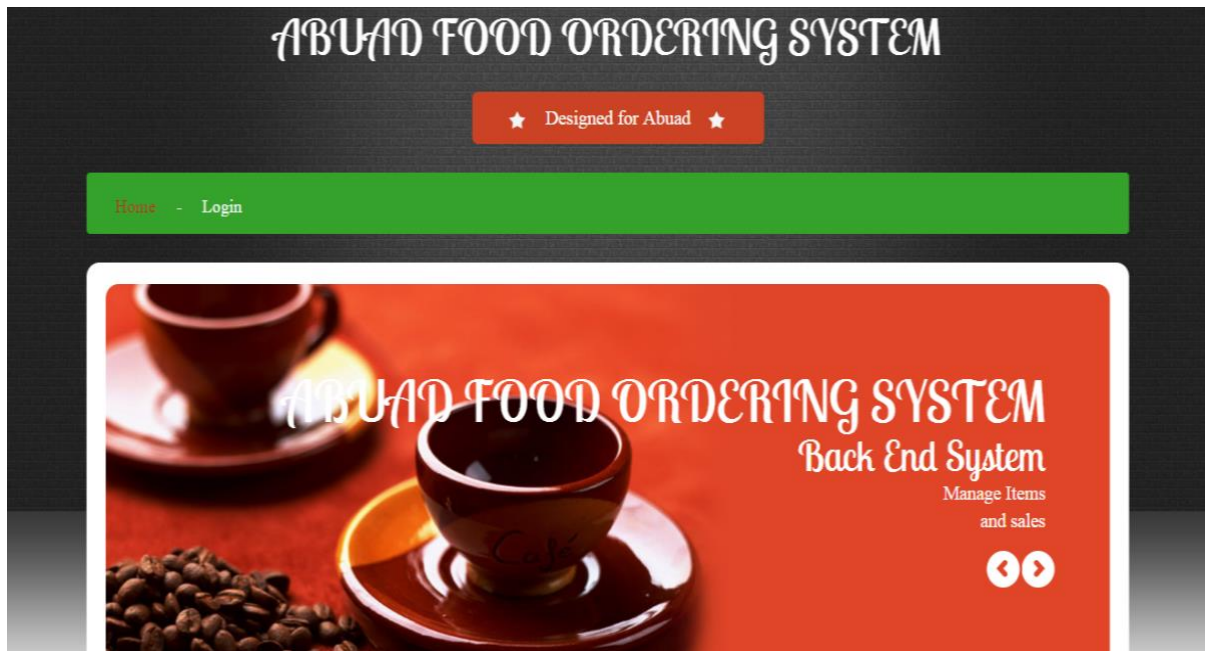 ABUAD FOOD ORDERING SYSTEM
Designed for Abuad
Home - Login
ABUAD FOOD ORDERING SYSTEM
Back End System
Manage Items
and sales
Café